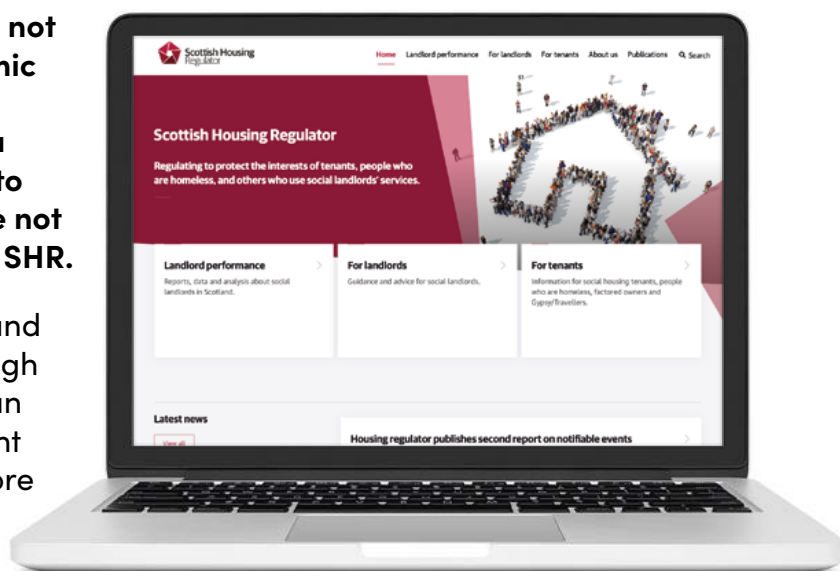 not
nic
to
e not
SHR.
and
gh
an
nt
ore
Scottish Housing
Regulator
Home Landlord performance For landlords For tenants About us Publications Search
Scottish Housing Regulator
Regulating to protect the interests of tenants, people who
are homeless, and others who use social landlords' services.
Landlord performance
Reports, data and analysis about social
landlords in Scotland.
For landlords
Guidance and advice for social landlords.
For tenants
Information for social housing tenants, people
who are homeless, factored owners and
Gypsy/Travellers.
Latest news
View all
Housing regulator publishes second report on notifiable events